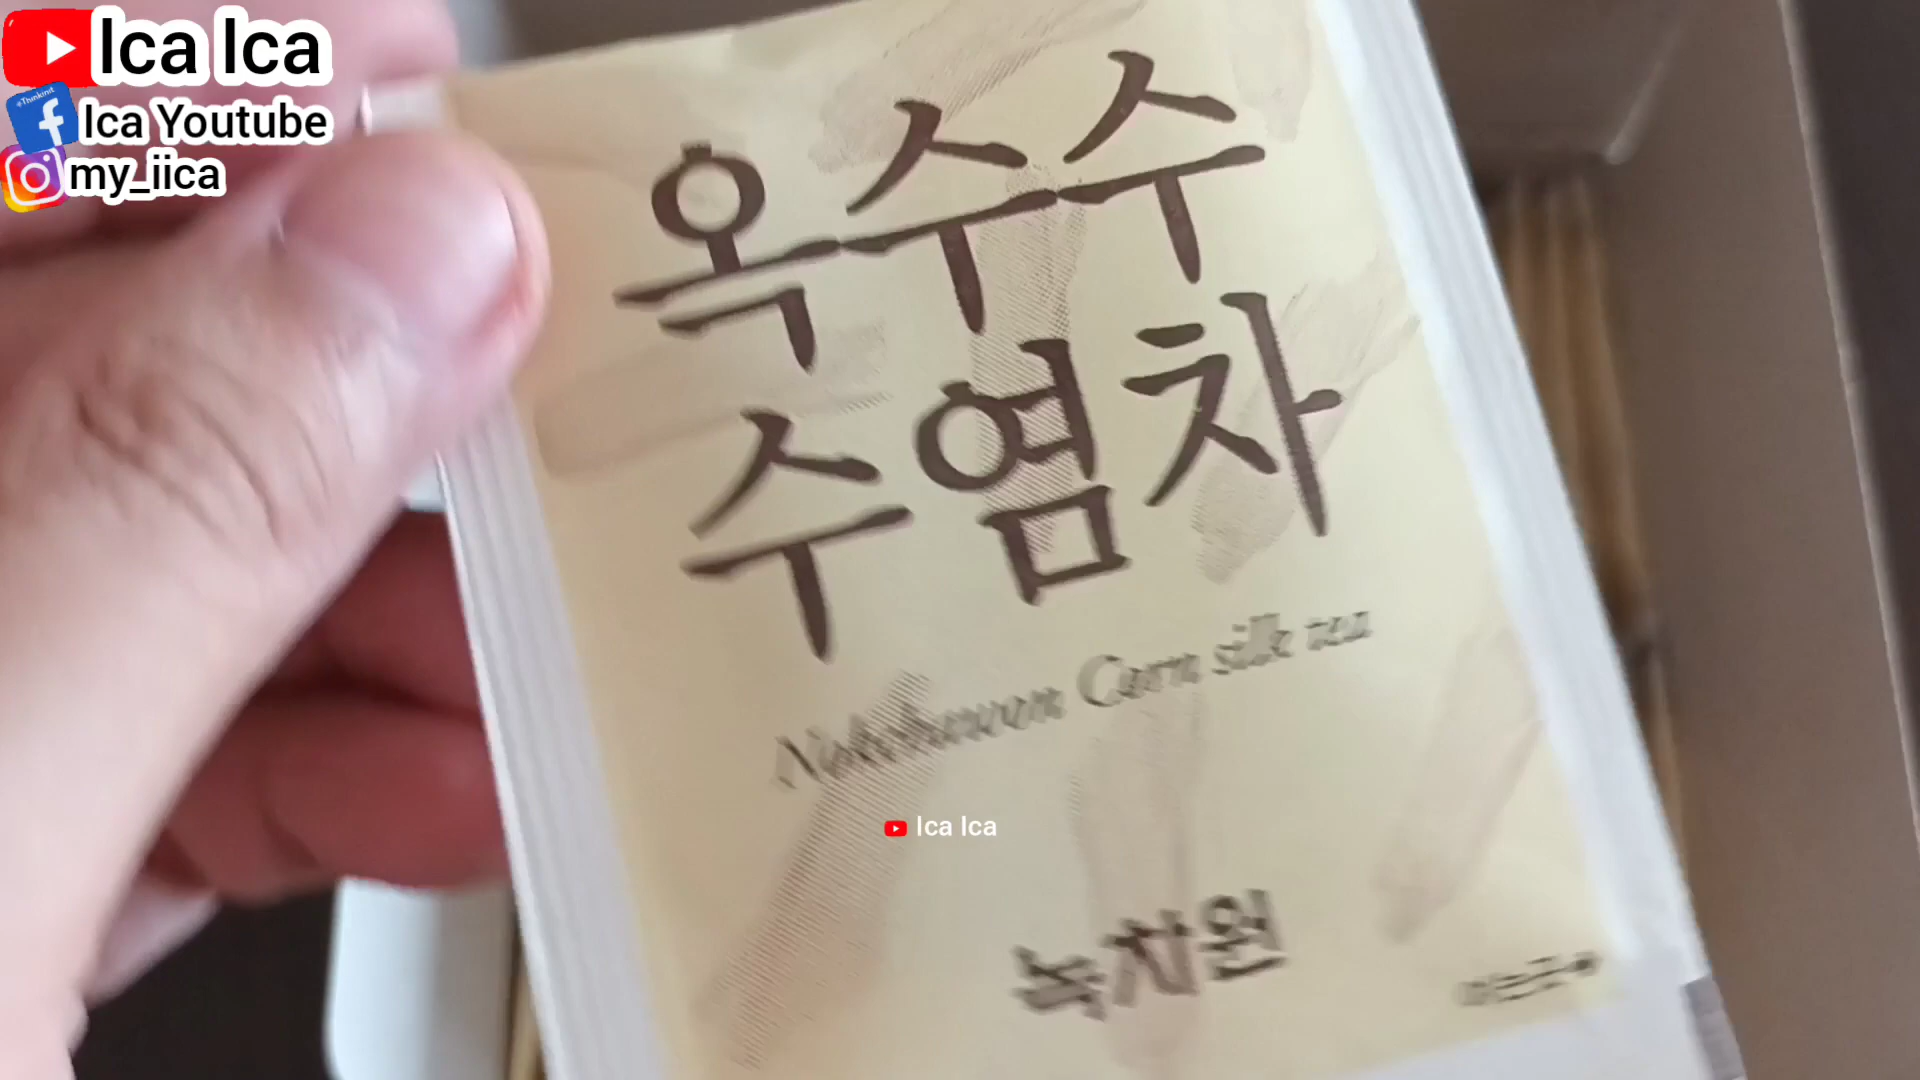 Ica Ica
+Thinkinit
Ica Youtube
my_iica
옥수수
수염차
Nokchawon Corn silk tea
Ica Ica
녹차원